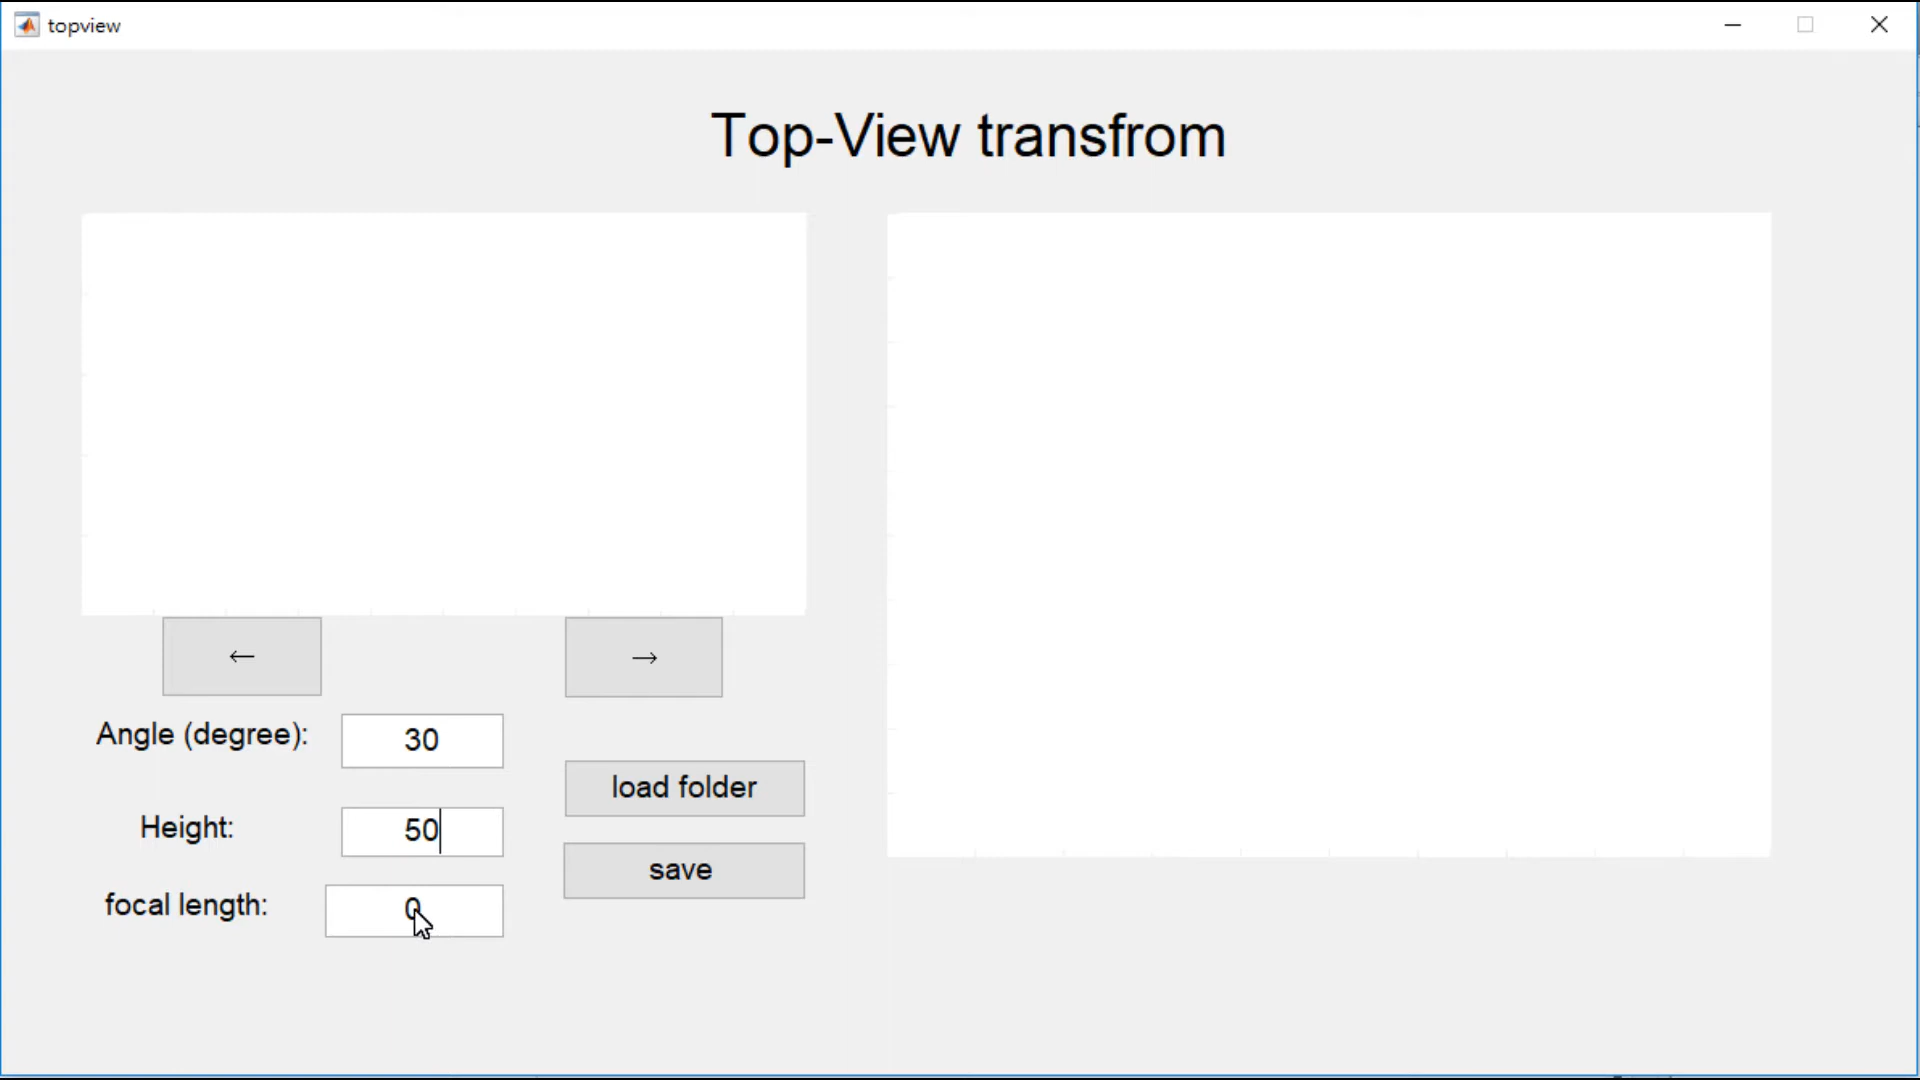 topview
Top-View transfrom
←
→
Angle (degree):
30
load folder
Height:
50
save
focal length:
0